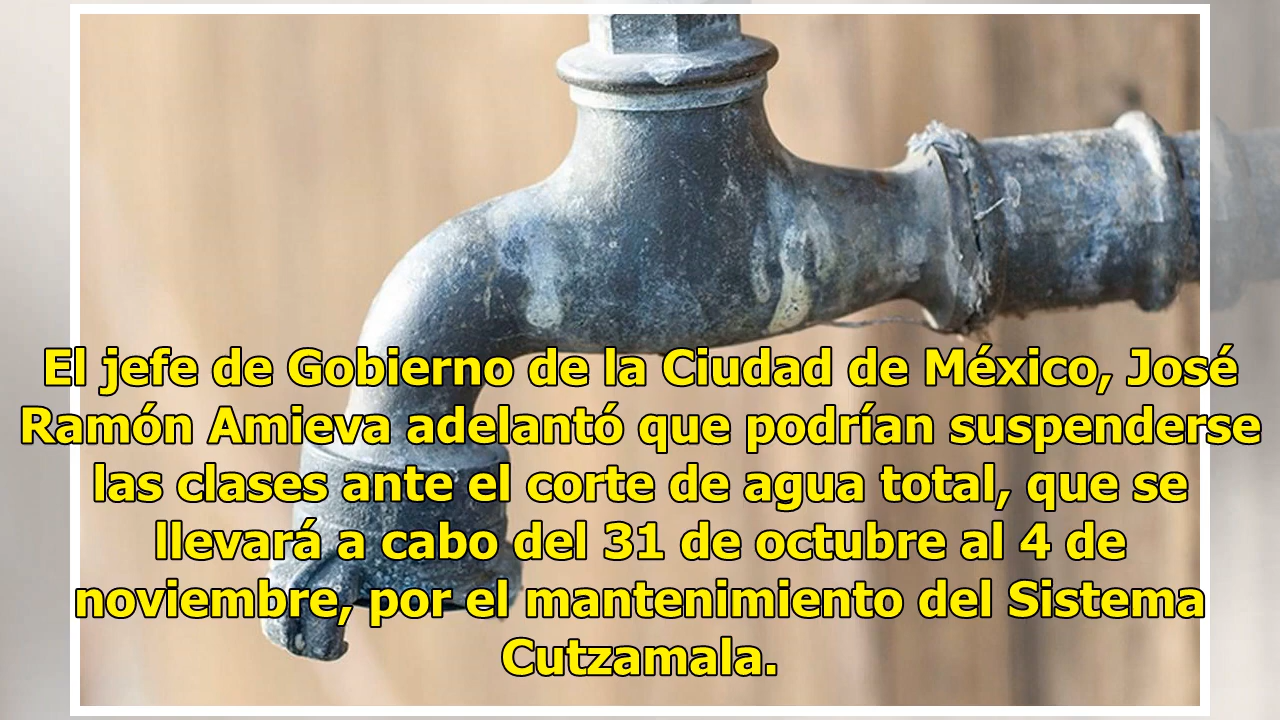 El jefe de Gobierno de la Ciudad de México, José
Ramón Amieva adelantó que podrían suspenderse
las clases ante el corte de agua total, que se
llevará a cabo del 31 de octubre al 4 de
noviembre, por el mantenimiento del Sistema
Cutzamala.